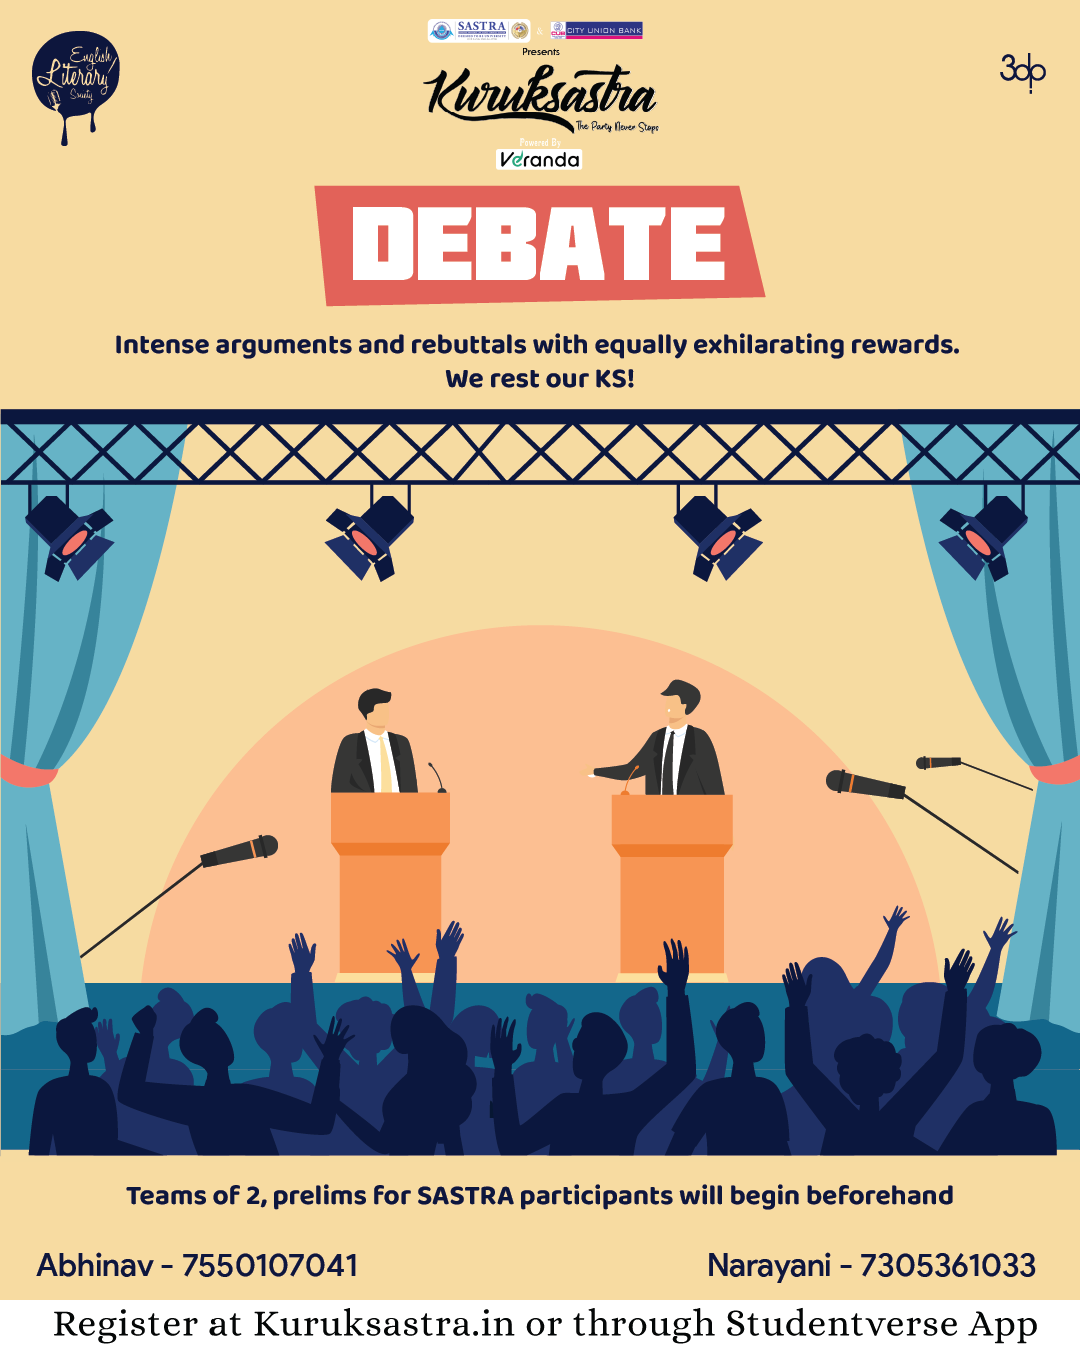 English
Literary
Society
SASTRA
& CUB CITY UNION BANK
Presents
Kuruksastra
The Party Never Stops
Powered By
Veranda
DEBATE
Intense arguments and rebuttals with equally exhilarating rewards.
We rest our KS!
Teams of 2, prelims for SASTRA participants will begin beforehand
Abhinav - 7550107041
Narayani - 7305361033
Register at Kuruksastra.in or through Studentverse App